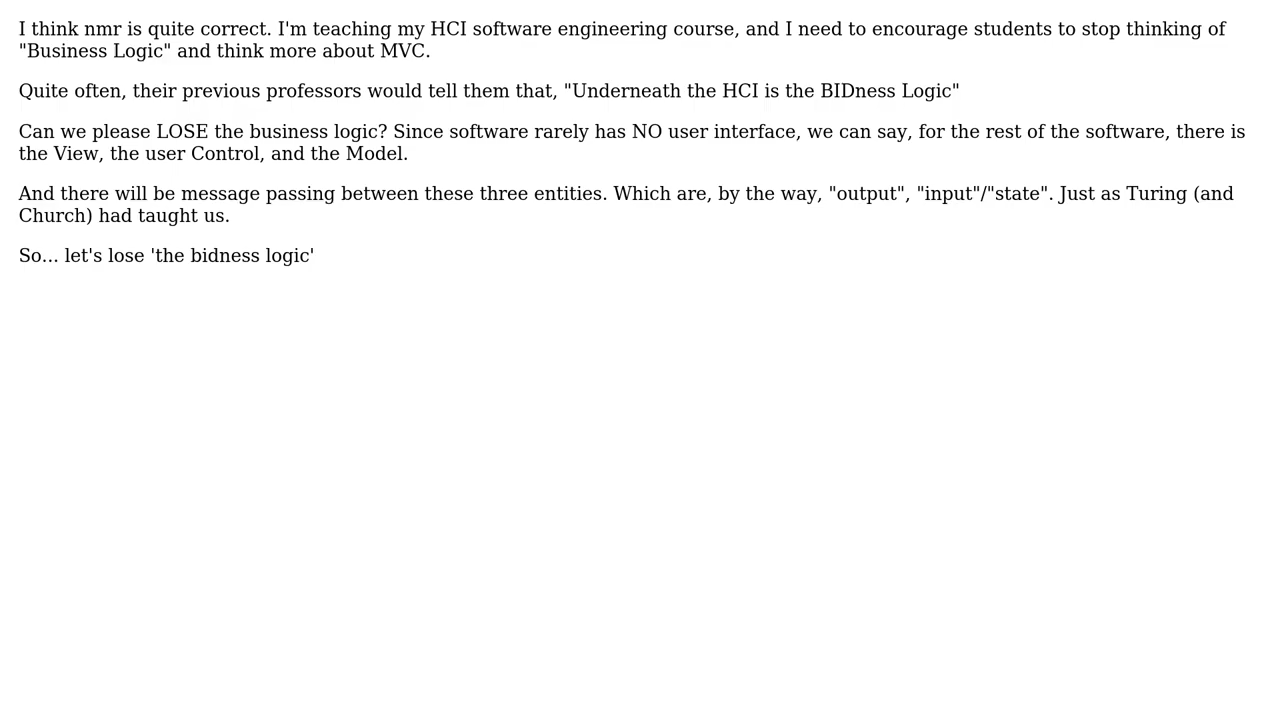 I think nmr is quite correct. I'm teaching my HCI software engineering course, and I need to encourage students to stop thinking of
"Business Logic" and think more about MVC.
Quite often, their previous professors would tell them that, "Underneath the HCI is the BIDness Logic"
Can we please LOSE the business logic? Since software rarely has NO user interface, we can say, for the rest of the software, there is
the View, the user Control, and the Model.
And there will be message passing between these three entities. Which are, by the way, "output", "input"/"state". Just as Turing (and
Church) had taught us.
So... let's lose 'the bidness logic'